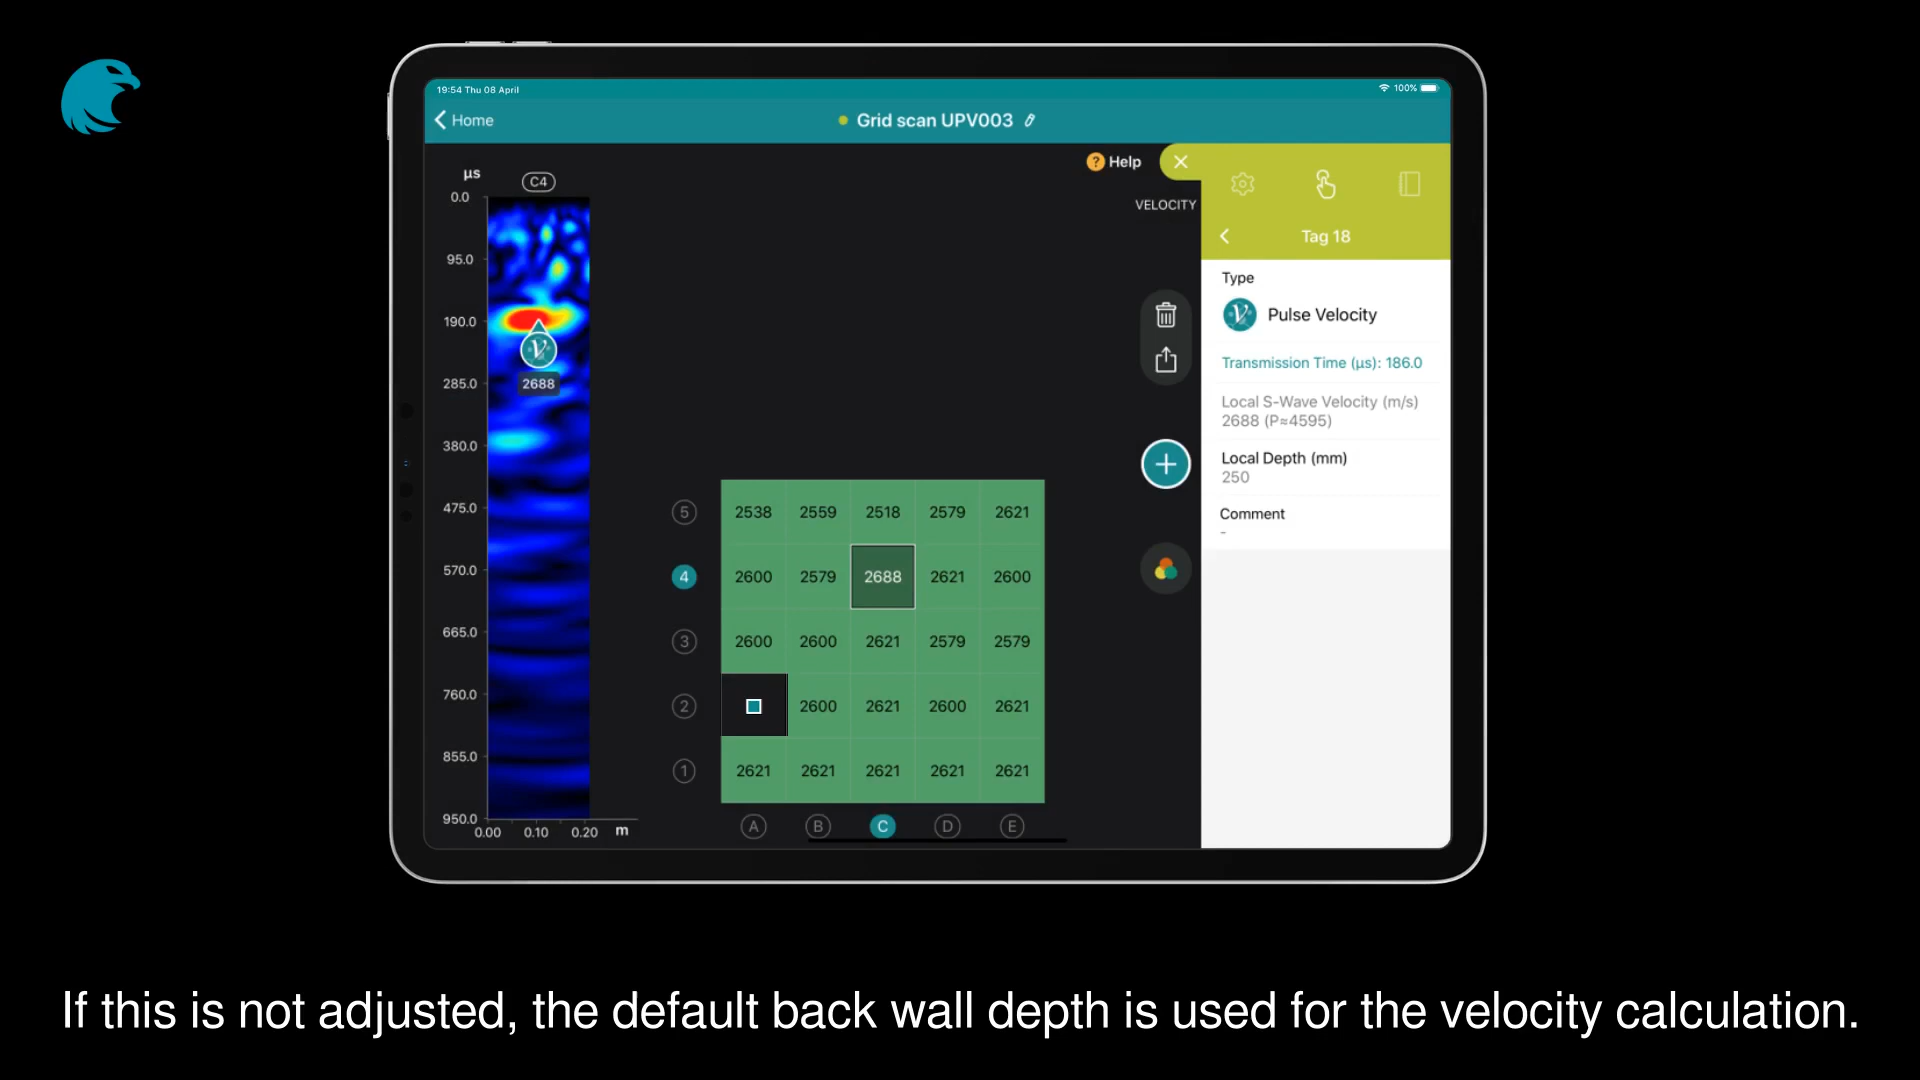 19:54 Thu 08 April
100%
Home
Grid scan UPV003
? Help
VELOCITY
µs
C4
0.0
95.0
190.0
285.0
380.0
475.0
570.0
665.0
760.0
855.0
950.0
2688
0.00 0.10 0.20 m
5 2538 2559 2518 2579 2621
4 2600 2579 2688 2621 2600
3 2600 2600 2621 2579 2579
2 2600 2621 2600 2621
1 2621 2621 2621 2621 2621
A B C D E
Tag 18
Type
Pulse Velocity
Transmission Time (µs): 186.0
Local S-Wave Velocity (m/s)
2688 (P≈4595)
Local Depth (mm)
250
Comment
-
If this is not adjusted, the default back wall depth is used for the velocity calculation.